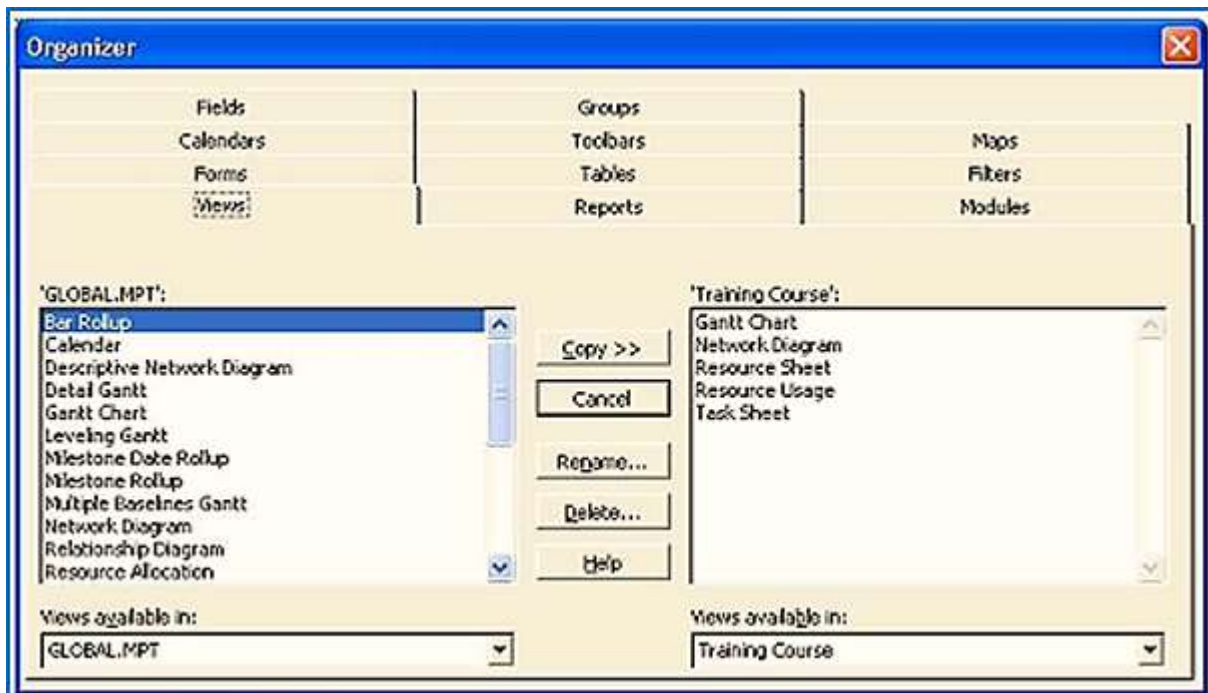 Organizer
Fields Groups
Calendars Toolbars Maps
Forms Tables Filters
Views Reports Modules
'GLOBAL.MPT': 'Training Course':
Bar Rollup
Calendar
Descriptive Network Diagram
Detail Gantt
Gantt Chart
Leveling Gantt
Milestone Date Rollup
Milestone Rollup
Multiple Baselines Gantt
Network Diagram
Relationship Diagram
Resource Allocation
Copy >>
Cancel
Rename...
Delete...
Help
Gantt Chart
Network Diagram
Resource Sheet
Resource Usage
Task Sheet
Views available in: Views available in:
GLOBAL.MPT Training Course